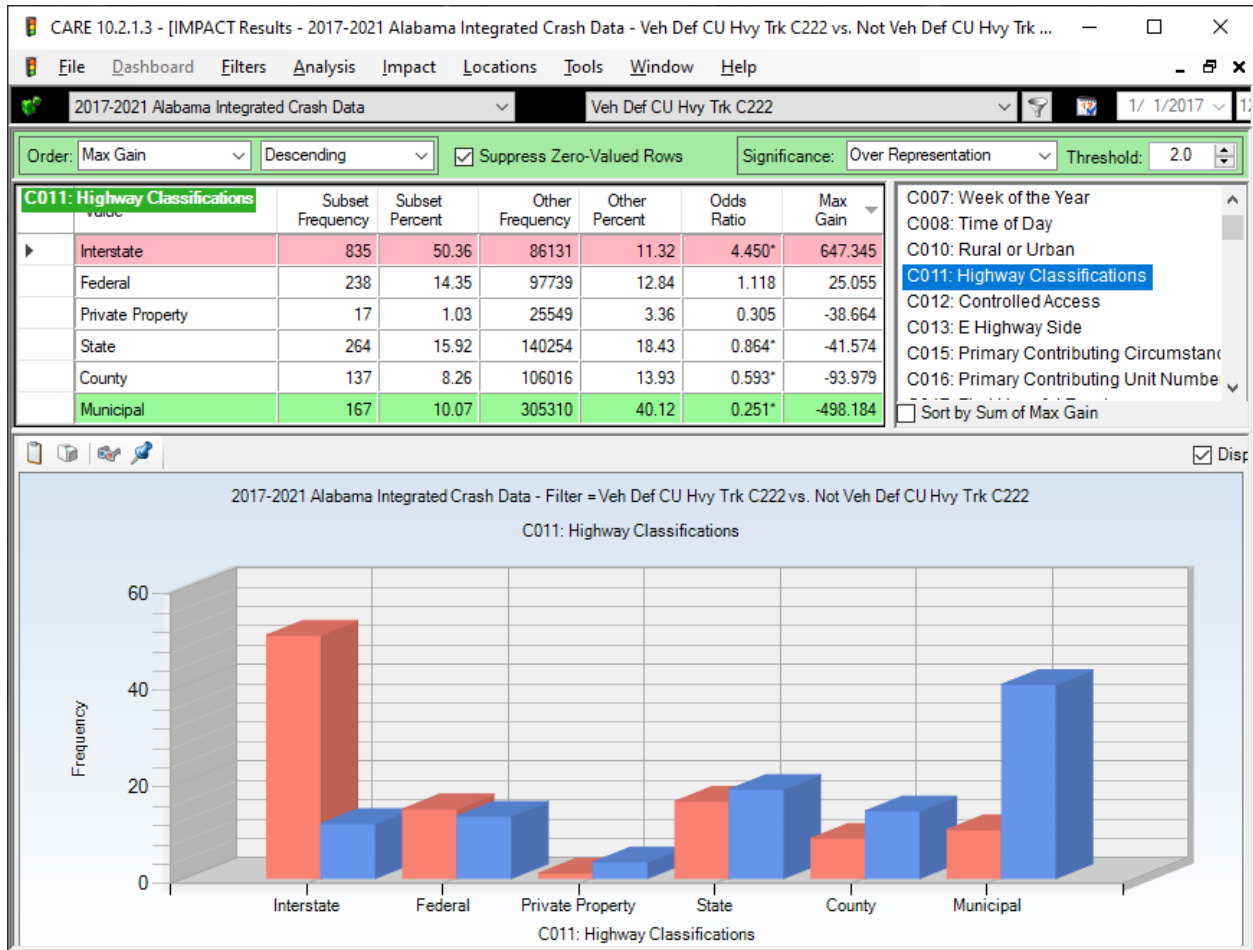 CARE 10.2.1.3 - [IMPACT Results - 2017-2021 Alabama Integrated Crash Data - Veh Def CU Hvy Trk C222 vs. Not Veh Def CU Hvy Trk ...
File Dashboard Filters Analysis Impact Locations Tools Window Help
2017-2021 Alabama Integrated Crash Data Veh Def CU Hvy Trk C222 1/ 1/2017
Order: Max Gain Descending Suppress Zero-Valued Rows Significance: Over Representation Threshold: 2.0
C011: Highway Classifications Subset Frequency Subset Percent Other Frequency Other Percent Odds Ratio Max Gain
Interstate 835 50.36 86131 11.32 4.450* 647.345
Federal 238 14.35 97739 12.84 1.118 25.055
Private Property 17 1.03 25549 3.36 0.305 -38.664
State 264 15.92 140254 18.43 0.864* -41.574
County 137 8.26 106016 13.93 0.593* -93.979
Municipal 167 10.07 305310 40.12 0.251* -498.184
C007: Week of the Year
C008: Time of Day
C010: Rural or Urban
C011: Highway Classifications
C012: Controlled Access
C013: E Highway Side
C015: Primary Contributing Circumstanc
C016: Primary Contributing Unit Number
Sort by Sum of Max Gain
Disp
2017-2021 Alabama Integrated Crash Data - Filter = Veh Def CU Hvy Trk C222 vs. Not Veh Def CU Hvy Trk C222
C011: Highway Classifications
Frequency
60
40
20
0
Interstate Federal Private Property State County Municipal
C011: Highway Classifications